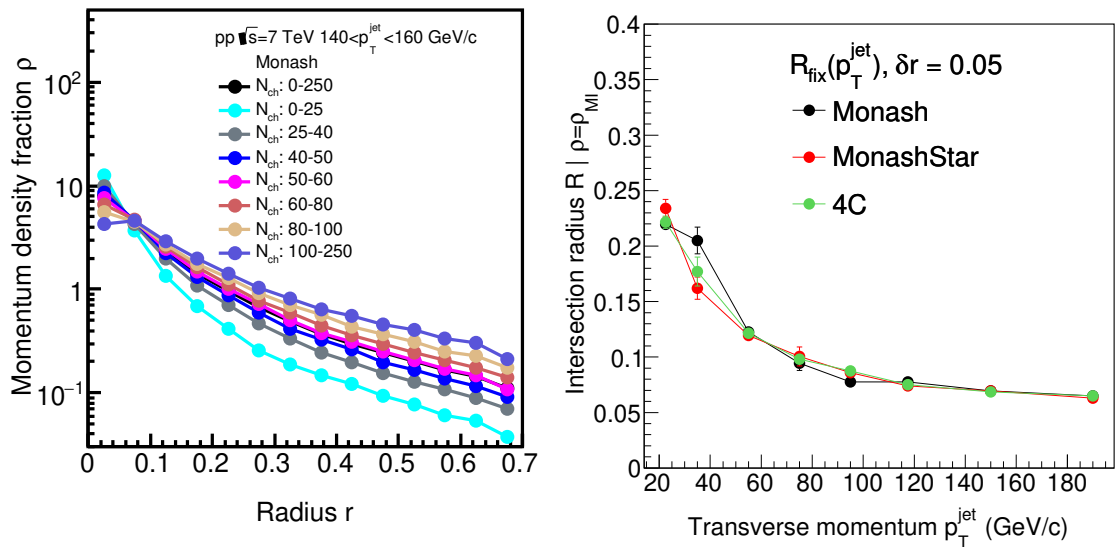 pp √s=7 TeV 140<p_T^jet<160 GeV/c
Monash
N_ch: 0-250
N_ch: 0-25
N_ch: 25-40
N_ch: 40-50
N_ch: 50-60
N_ch: 60-80
N_ch: 80-100
N_ch: 100-250
Momentum density fraction ρ
10²
10
1
10⁻¹
0 0.1 0.2 0.3 0.4 0.5 0.6 0.7
Radius r
R_fix(p_T^jet), δr = 0.05
Monash
MonashStar
4C
Intersection radius R | ρ=ρ_MI
0.4
0.35
0.3
0.25
0.2
0.15
0.1
0.05
0
20 40 60 80 100 120 140 160 180
Transverse momentum p_T^jet (GeV/c)